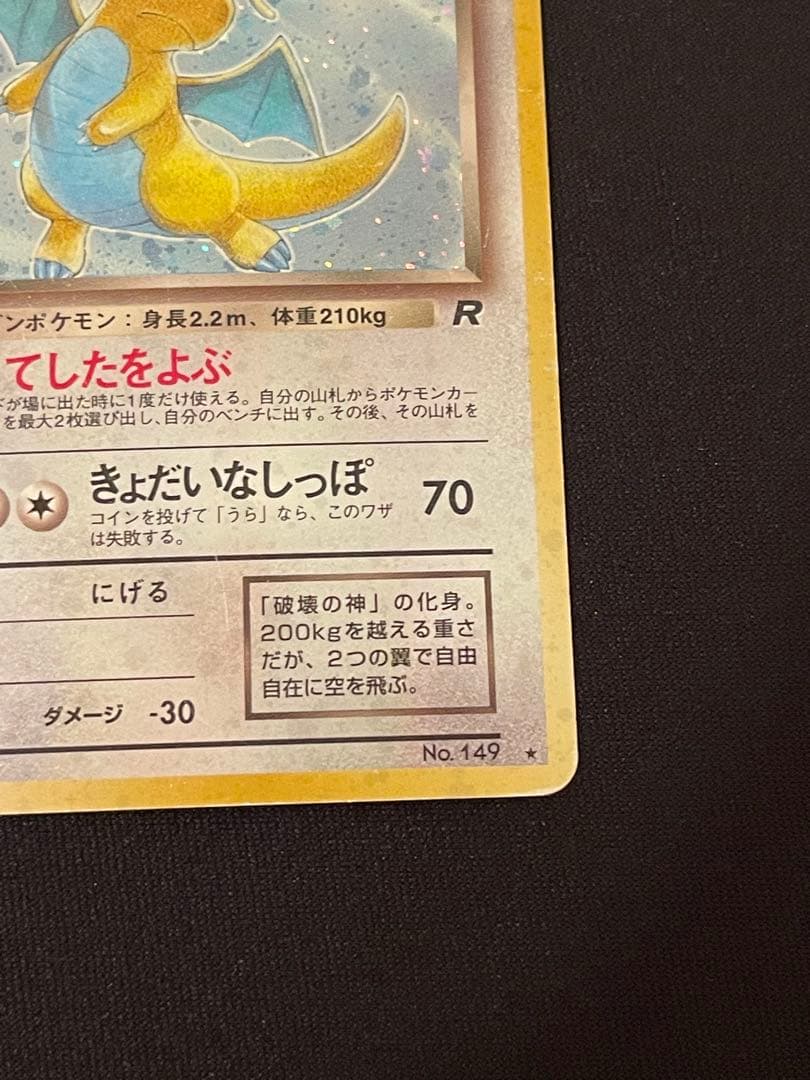 ンポケモン：身長2.2m、体重210kg R
てしたをよぶ
が場に出た時に1度だけ使える。自分の山札からポケモンカー
を最大2枚選び出し、自分のベンチに出す。その後、その山札を
きょだいなしっぽ 70
コインを投げて「うら」なら、このワザ
は失敗する。
にげる
「破壊の神」の化身。
200kgを越える重さ
だが、2つの翼で自由
自在に空を飛ぶ。
ダメージ -30
No. 149 ★